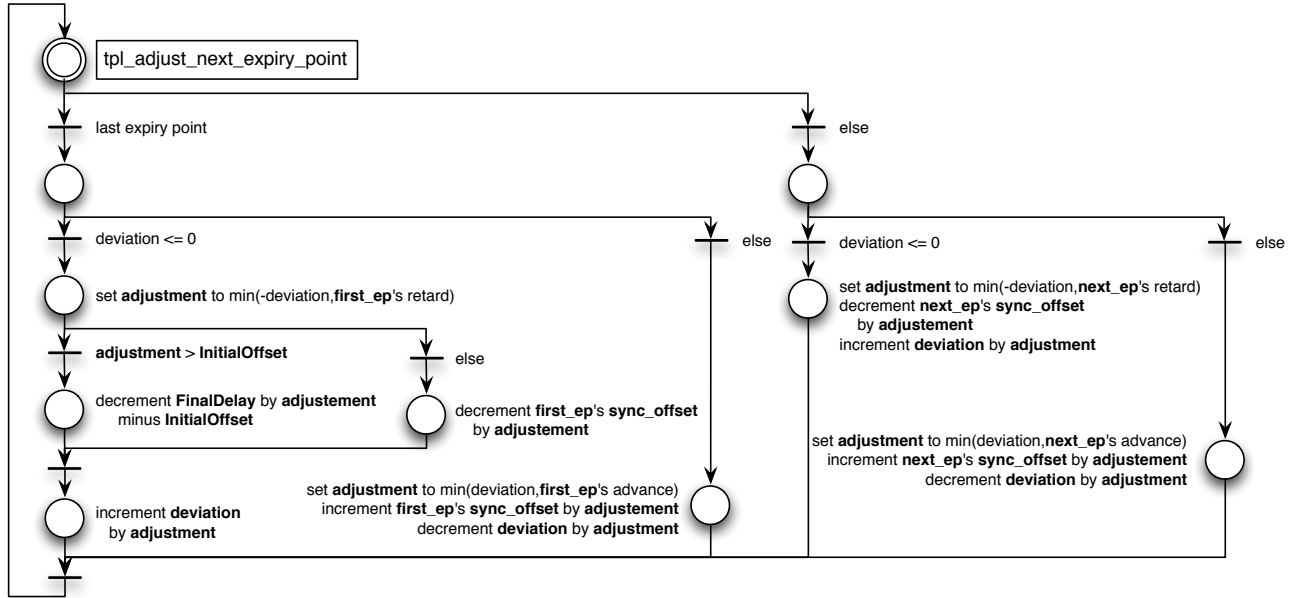 tpl_adjust_next_expiry_point
last expiry point
else
deviation <= 0
else
deviation <= 0
else
set adjustment to min(-deviation,first_ep's retard)
set adjustment to min(-deviation,next_ep's retard)
decrement next_ep's sync_offset
by adjustement
increment deviation by adjustment
adjustment > InitialOffset
else
decrement FinalDelay by adjustement
minus InitialOffset
decrement first_ep's sync_offset
by adjustement
set adjustment to min(deviation,next_ep's advance)
increment next_ep's sync_offset by adjustement
decrement deviation by adjustment
set adjustment to min(deviation,first_ep's advance)
increment first_ep's sync_offset by adjustement
decrement deviation by adjustment
increment deviation
by adjustment